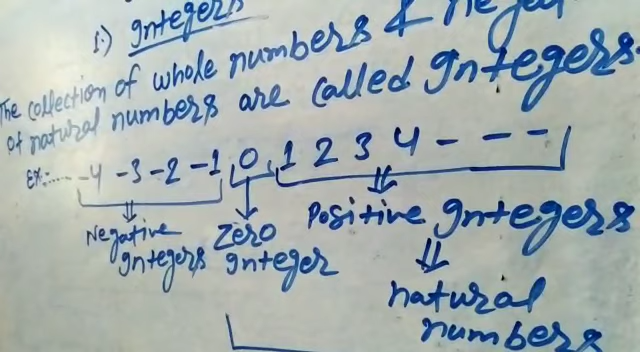 1.) Integers
The collection of whole numbers &
of natural numbers are called Integers
Ex:..... -4 -3 -2 -1 0 1 2 3 4 - - -
Negative Integers
Zero Integer
Positive Integers
natural numbers